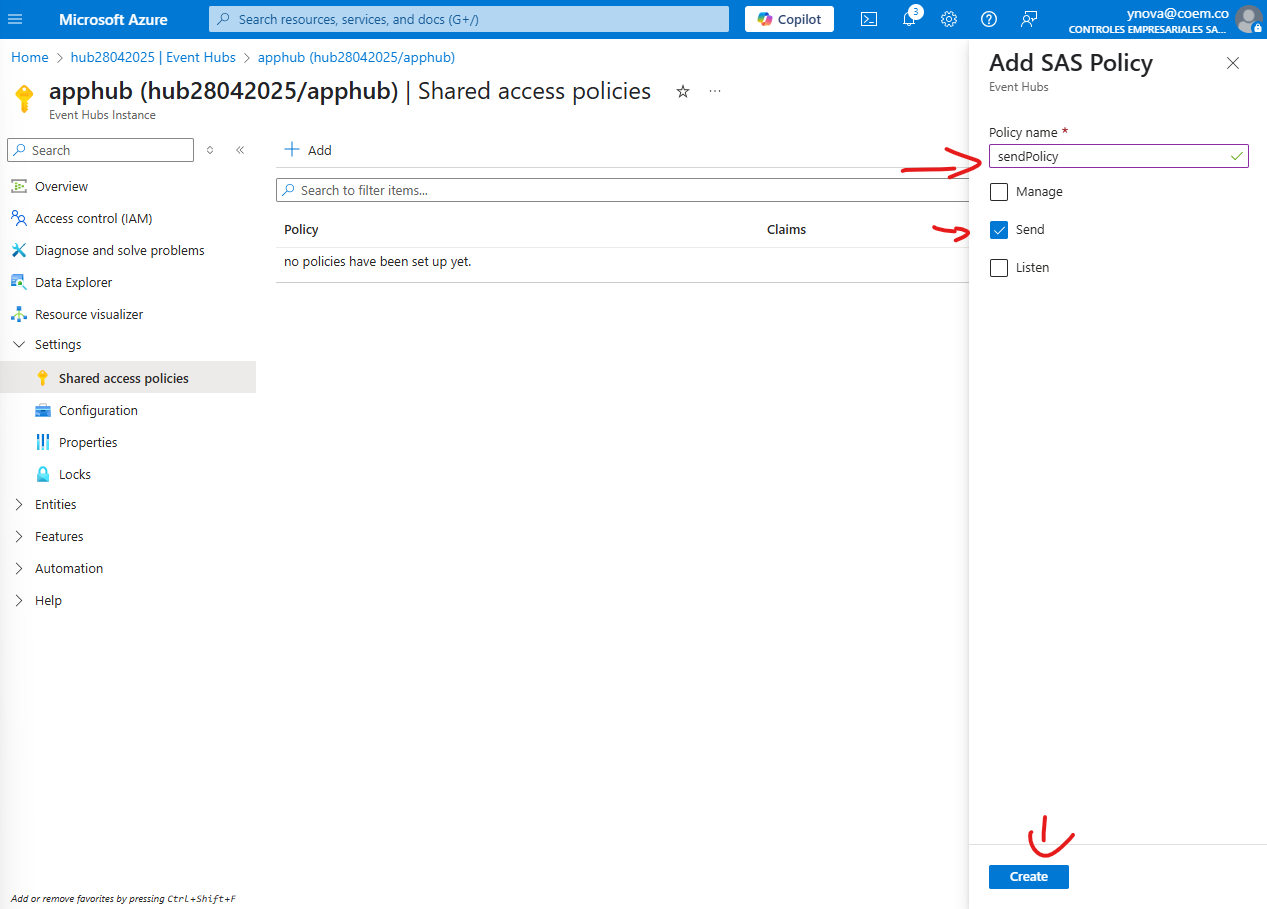 Microsoft Azure
Search resources, services, and docs (G+/)
Copilot
3
ynova@coem.co
CONTROLES EMPRESARIALES SA...
Home > hub28042025 | Event Hubs > apphub (hub28042025/apphub)
apphub (hub28042025/apphub) | Shared access policies
Event Hubs Instance
Search
Overview
Access control (IAM)
Diagnose and solve problems
Data Explorer
Resource visualizer
Settings
Shared access policies
Configuration
Properties
Locks
Entities
Features
Automation
Help
Add or remove favorites by pressing Ctrl+Shift+F
Add
Search to filter items...
Policy Claims
no policies have been set up yet.
Add SAS Policy
Event Hubs
Policy name *
sendPolicy
Manage
Send
Listen
Create